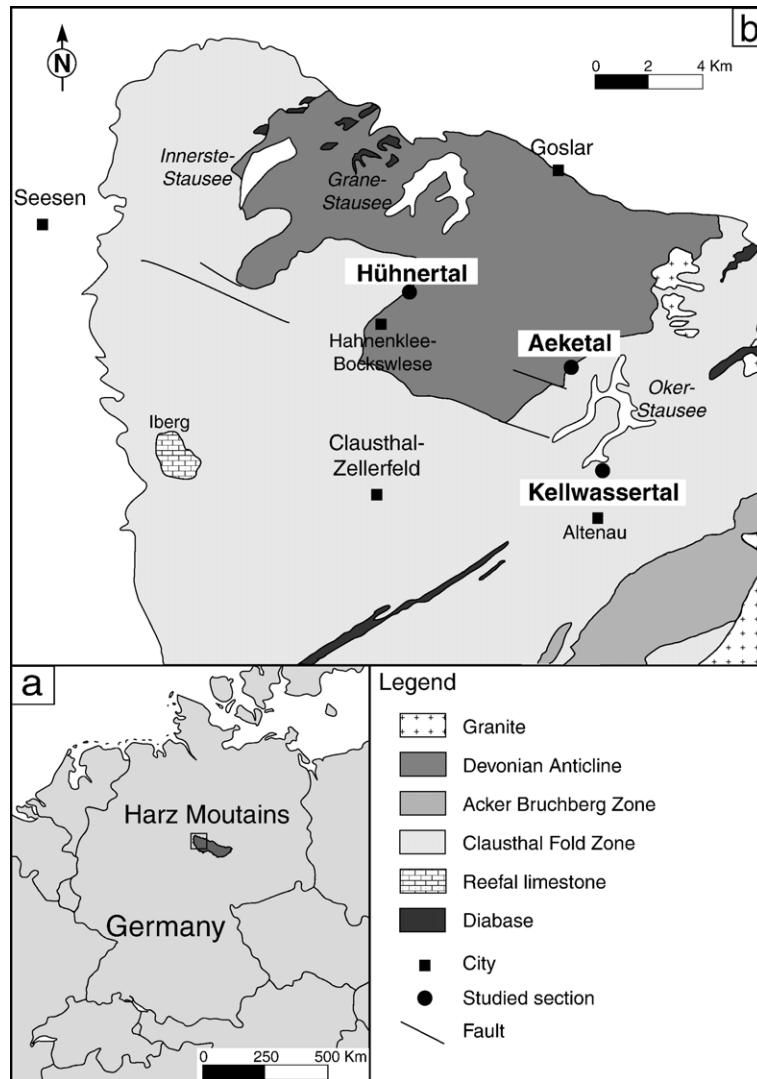 b
N
0 2 4 Km
Goslar
Innerste-
Stausee
Grane-
Stausee
Seesen
Hühnertal
Hahnenklee-
Bockswlese
Aeketal
Oker-
Stausee
Iberg
Clausthal-
Zellerfeld
Kellwassertal
Altenau
a
Harz Moutains
Germany
0 250 500 Km
Legend
Granite
Devonian Anticline
Acker Bruchberg Zone
Clausthal Fold Zone
Reefal limestone
Diabase
City
Studied section
Fault